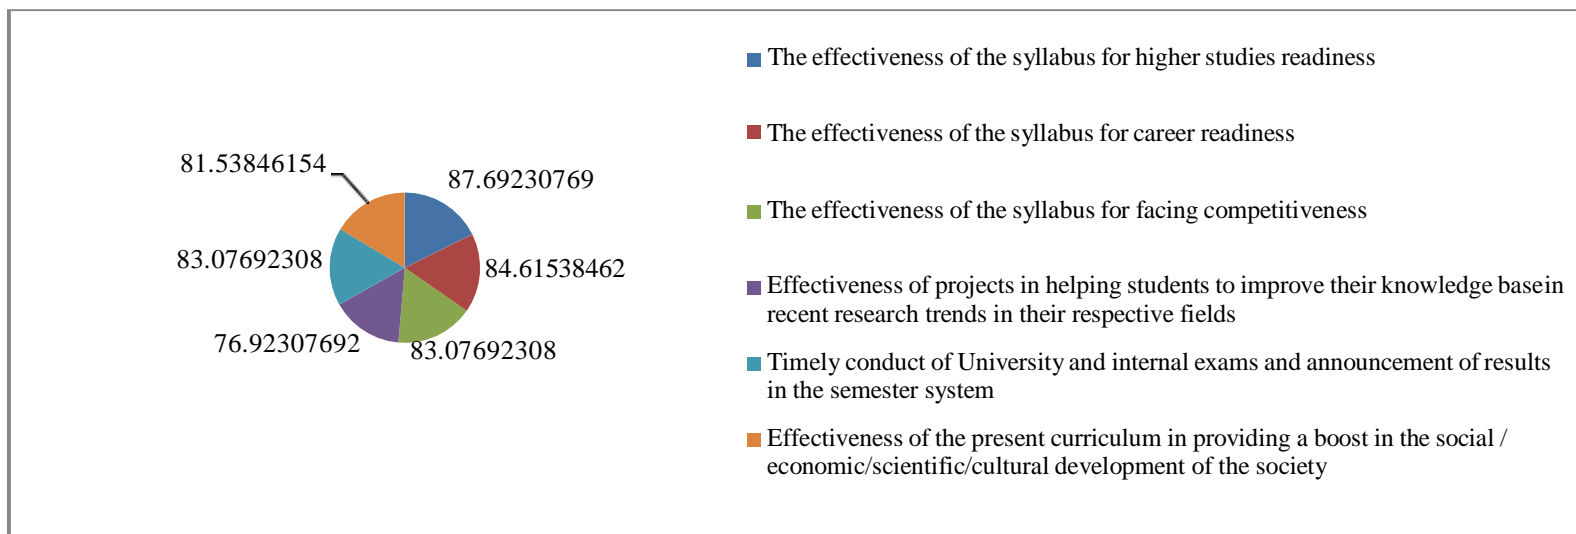 81.53846154
87.69230769
83.07692308
84.61538462
76.92307692
83.07692308
The effectiveness of the syllabus for higher studies readiness
The effectiveness of the syllabus for career readiness
The effectiveness of the syllabus for facing competitiveness
Effectiveness of projects in helping students to improve their knowledge basein
recent research trends in their respective fields
Timely conduct of University and internal exams and announcement of results
in the semester system
Effectiveness of the present curriculum in providing a boost in the social /
economic/scientific/cultural development of the society